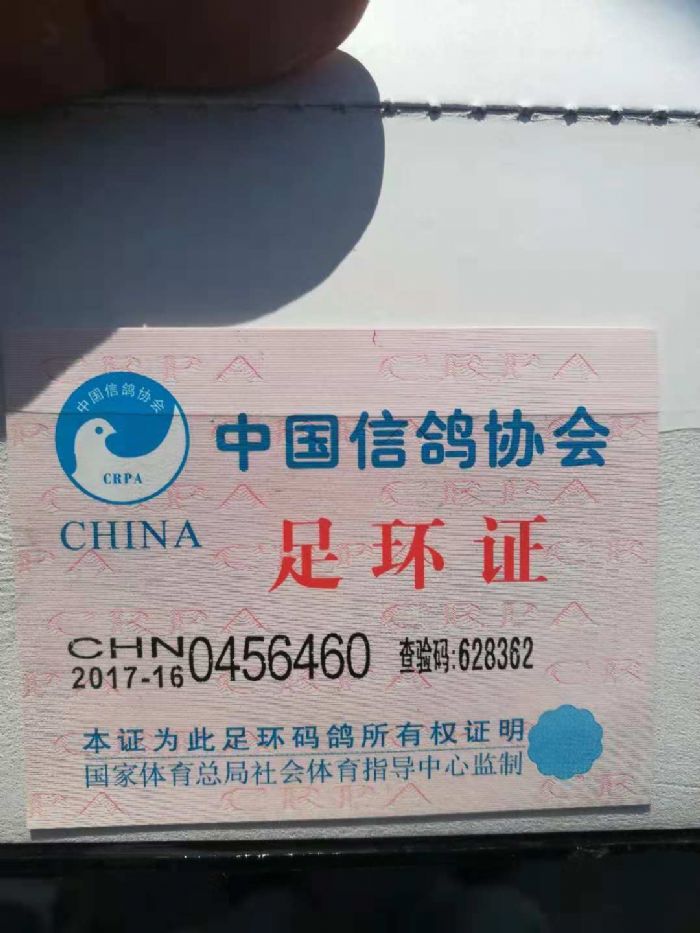 中国信鸽协会
CRPA
CHINA
中国信鸽协会
足环证
CHN
2017-16
0456460
查验码:628362
本证为此足环码鸽所有权证明
国家体育总局社会体育指导中心监制